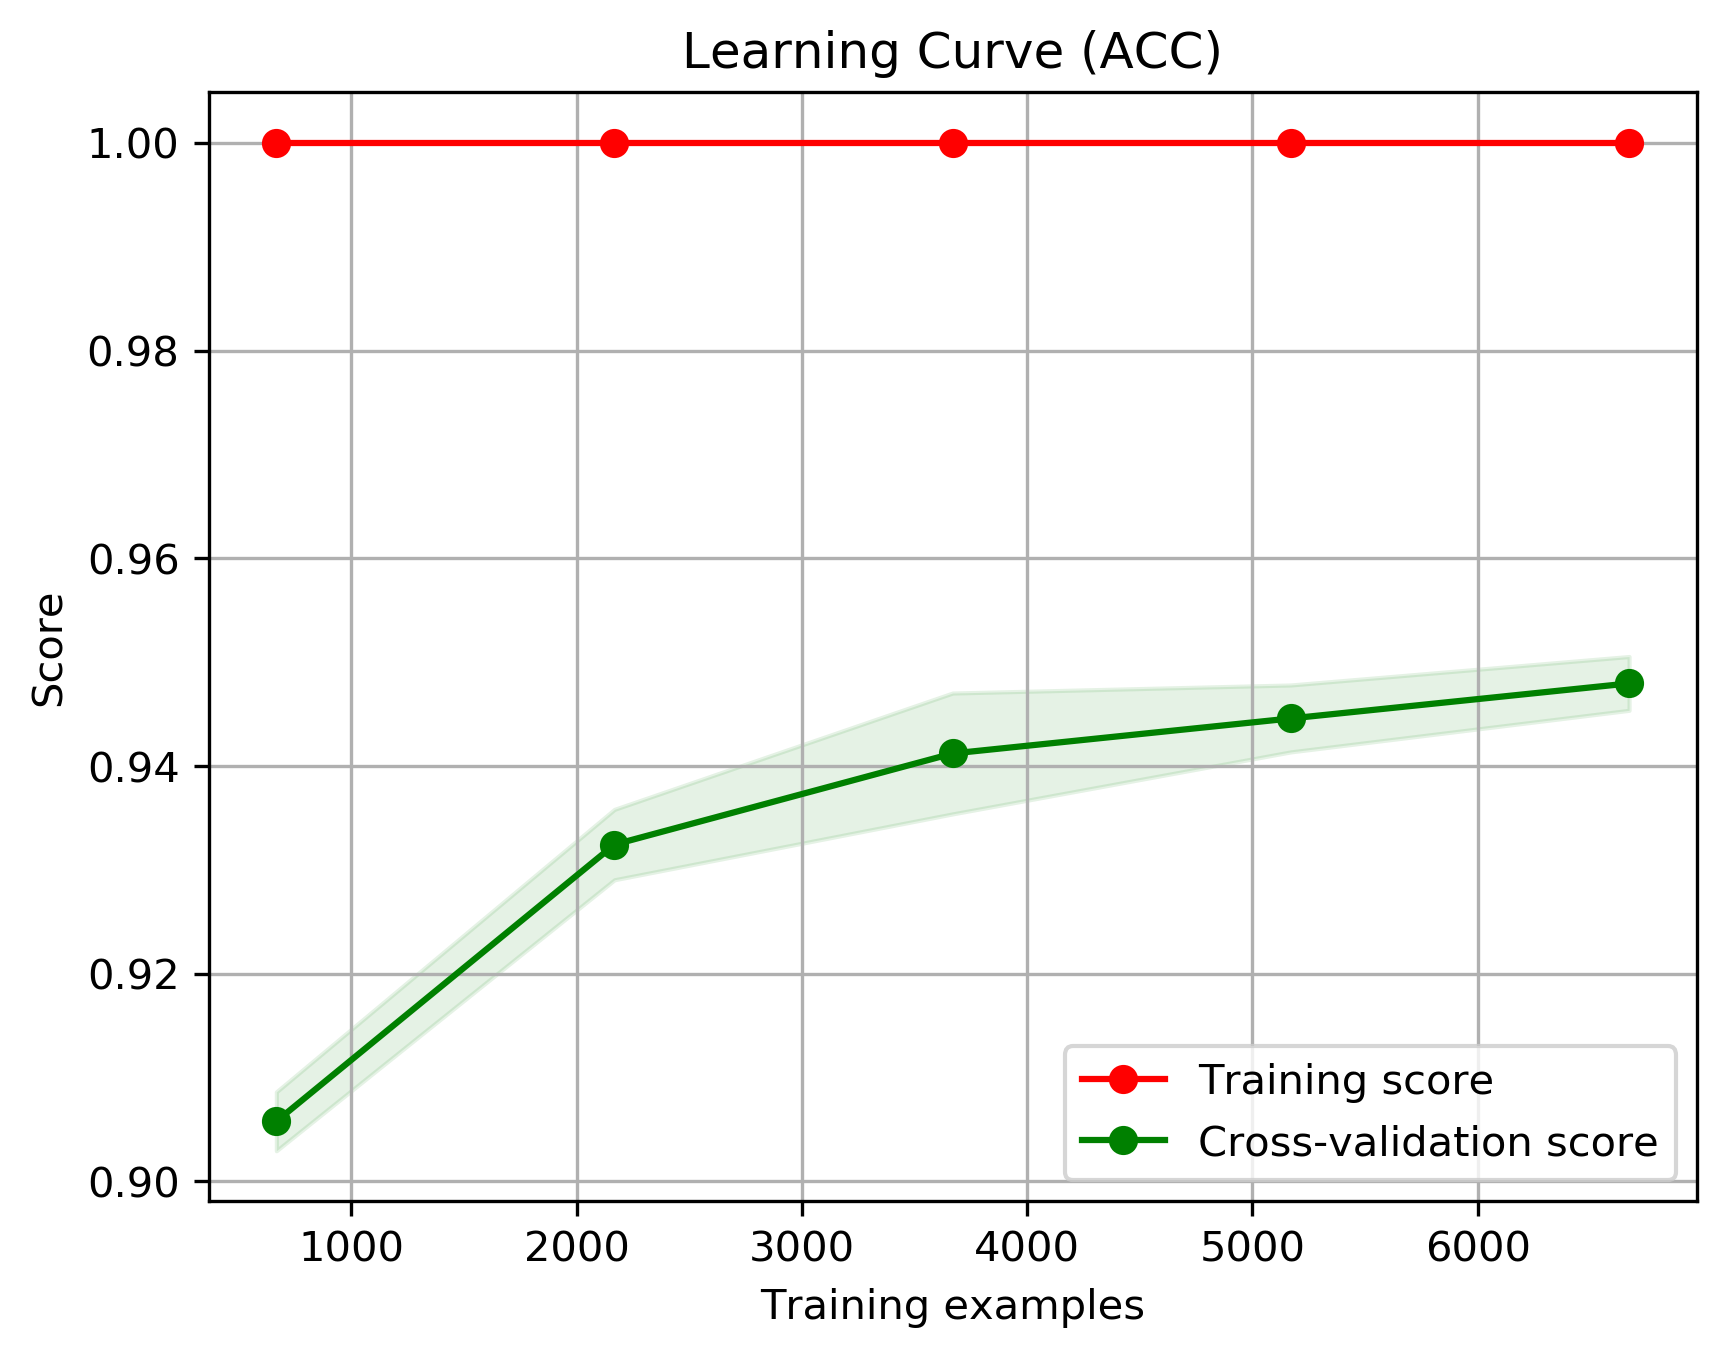 Learning Curve (ACC)
1.00
0.98
0.96
0.94
0.92
0.90
Score
1000 2000 3000 4000 5000 6000
Training examples
Training score
Cross-validation score